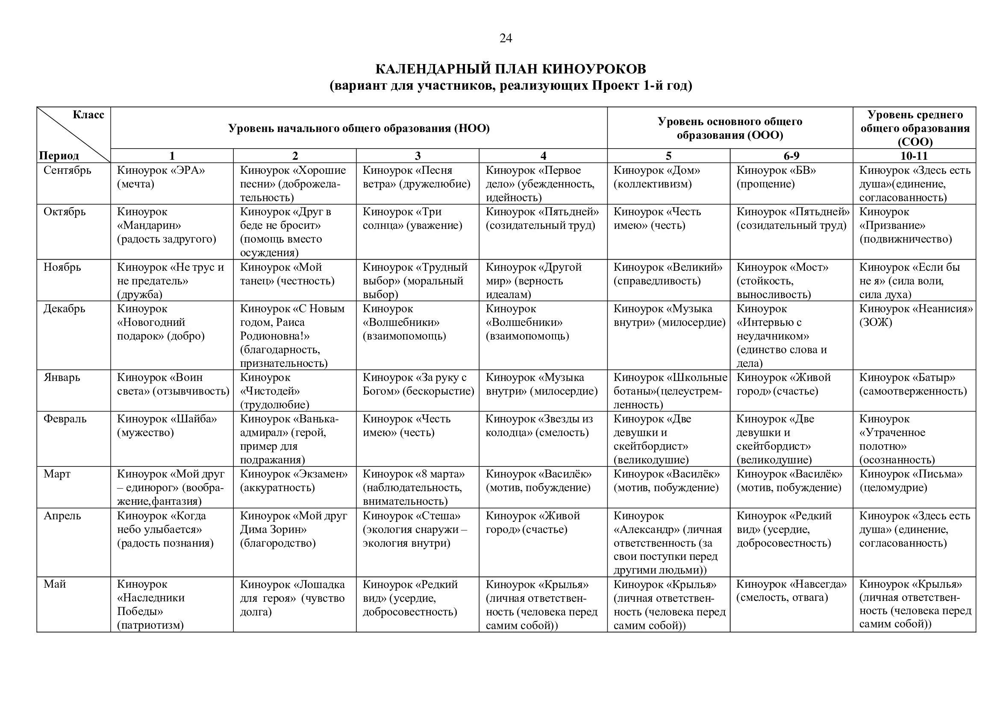 24
КАЛЕНДАРНЫЙ ПЛАН КИНОУРОКОВ
(вариант для участников, реализующих Проект 1-й год)
Класс
Период
Уровень начального общего образования (НОО)
Уровень основного общего
образования (ООО)
Уровень среднего
общего образования
(СОО)
1
2
3
4
5
6-9
10-11
Сентябрь
Киноурок «ЭРА»
(мечта)
Киноурок «Хорошие
песни» (доброжела-
тельность)
Киноурок «Песня
ветра» (дружелюбие)
Киноурок «Первое
дело» (убежденность,
идейность)
Киноурок «Дом»
(коллективизм)
Киноурок «БВ»
(прощение)
Киноурок «Здесь есть
душа»(единение,
согласованность)
Октябрь
Киноурок
«Мандарин»
(радость задругого)
Киноурок «Друг в
беде не бросит»
(помощь вместо
осуждения)
Киноурок «Три
солнца» (уважение)
Киноурок «Пятьдней»
(созидательный труд)
Киноурок «Честь
имею» (честь)
Киноурок «Пятьдней»
(созидательный труд)
Киноурок
«Призвание»
(подвижничество)
Ноябрь
Киноурок «Не трус и
не предатель»
(дружба)
Киноурок «Мой
танец» (честность)
Киноурок «Трудный
выбор» (моральный
выбор)
Киноурок «Другой
мир» (верность
идеалам)
Киноурок «Великий»
(справедливость)
Киноурок «Мост»
(стойкость,
выносливость)
Киноурок «Если бы
не я» (сила воли,
сила духа)
Декабрь
Киноурок
«Новогодний
подарок» (добро)
Киноурок «С Новым
годом, Раиса
Родионовна!»
(благодарность,
признательность)
Киноурок
«Волшебники»
(взаимопомощь)
Киноурок
«Волшебники»
(взаимопомощь)
Киноурок «Музыка
внутри» (милосердие)
Киноурок
«Интервью с
неудачником»
(единство слова и
дела)
Киноурок «Неанисия»
(ЗОЖ)
Январь
Киноурок «Воин
света» (отзывчивость)
Киноурок
«Чистодей»
(трудолюбие)
Киноурок «За руку с
Богом» (бескорыстие)
Киноурок «Музыка
внутри» (милосердие)
Киноурок «Школьные
ботаны»(целеустрем-
ленность)
Киноурок «Живой
город» (счастье)
Киноурок «Батыр»
(самоотверженность)
Февраль
Киноурок «Шайба»
(мужество)
Киноурок «Ванька-
адмирал» (герой,
пример для
подражания)
Киноурок «Честь
имею» (честь)
Киноурок «Звезды из
колодца» (смелость)
Киноурок «Две
девушки и
скейтбордист»
(великодушие)
Киноурок «Две
девушки и
скейтбордист»
(великодушие)
Киноурок
«Утраченное
полотно»
(осознанность)
Март
Киноурок «Мой друг
– единорог» (вообра-
жение,фантазия)
Киноурок «Экзамен»
(аккуратность)
Киноурок «8 марта»
(наблюдательность,
внимательность)
Киноурок «Василёк»
(мотив, побуждение)
Киноурок «Василёк»
(мотив, побуждение)
Киноурок «Василёк»
(мотив, побуждение)
Киноурок «Письма»
(целомудрие)
Апрель
Киноурок «Когда
небо улыбается»
(радость познания)
Киноурок «Мой друг
Дима Зорин»
(благородство)
Киноурок «Стеша»
(экология снаружи –
экология внутри)
Киноурок «Живой
город» (счастье)
Киноурок
«Александр» (личная
ответственность (за
свои поступки перед
другими людьми))
Киноурок «Редкий
вид» (усердие,
добросовестность)
Киноурок «Здесь есть
душа» (единение,
согласованность)
Май
Киноурок
«Наследники
Победы»
(патриотизм)
Киноурок «Лошадка
для героя» (чувство
долга)
Киноурок «Редкий
вид» (усердие,
добросовестность)
Киноурок «Крылья»
(личная ответствен-
ность (человека перед
самим собой))
Киноурок «Крылья»
(личная ответствен-
ность (человека перед
самим собой))
Киноурок «Навсегда»
(смелость, отвага)
Киноурок «Крылья»
(личная ответствен-
ность (человека перед
самим собой))